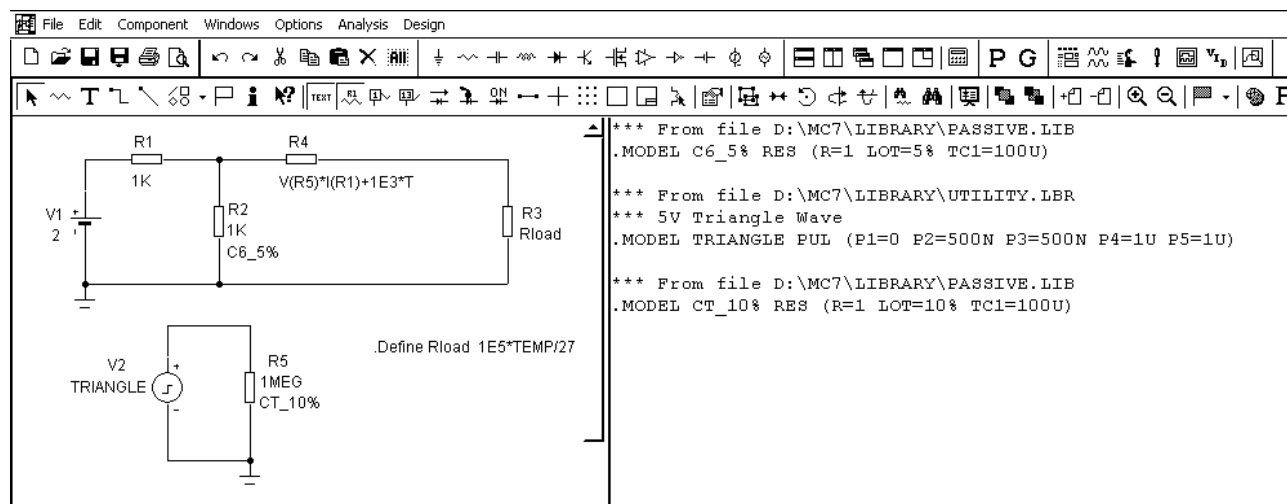 File Edit Component Windows Options Analysis Design
All
P G
T
TEXT R1
ON
*** From file D:\MC7\LIBRARY\PASSIVE.LIB
.MODEL C6_5% RES (R=1 LOT=5% TC1=100U)
*** From file D:\MC7\LIBRARY\UTILITY.LBR
*** 5V Triangle Wave
.MODEL TRIANGLE PUL (P1=0 P2=500N P3=500N P4=1U P5=1U)
*** From file D:\MC7\LIBRARY\PASSIVE.LIB
.MODEL CT_10% RES (R=1 LOT=10% TC1=100U)
R1
1K
R4
V(R5)*I(R1)+1E3*T
V1
2
R2
1K
C6_5%
R3
Rload
.Define Rload 1E5*TEMP/27
V2
TRIANGLE
R5
1MEG
CT_10%